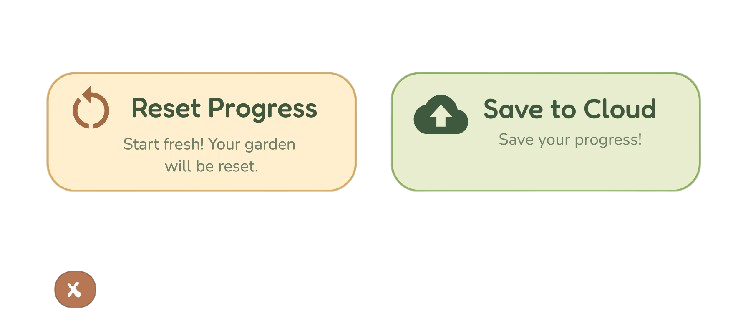 Reset Progress
Start fresh! Your garden
will be reset.
Save to Cloud
Save your progress!
X